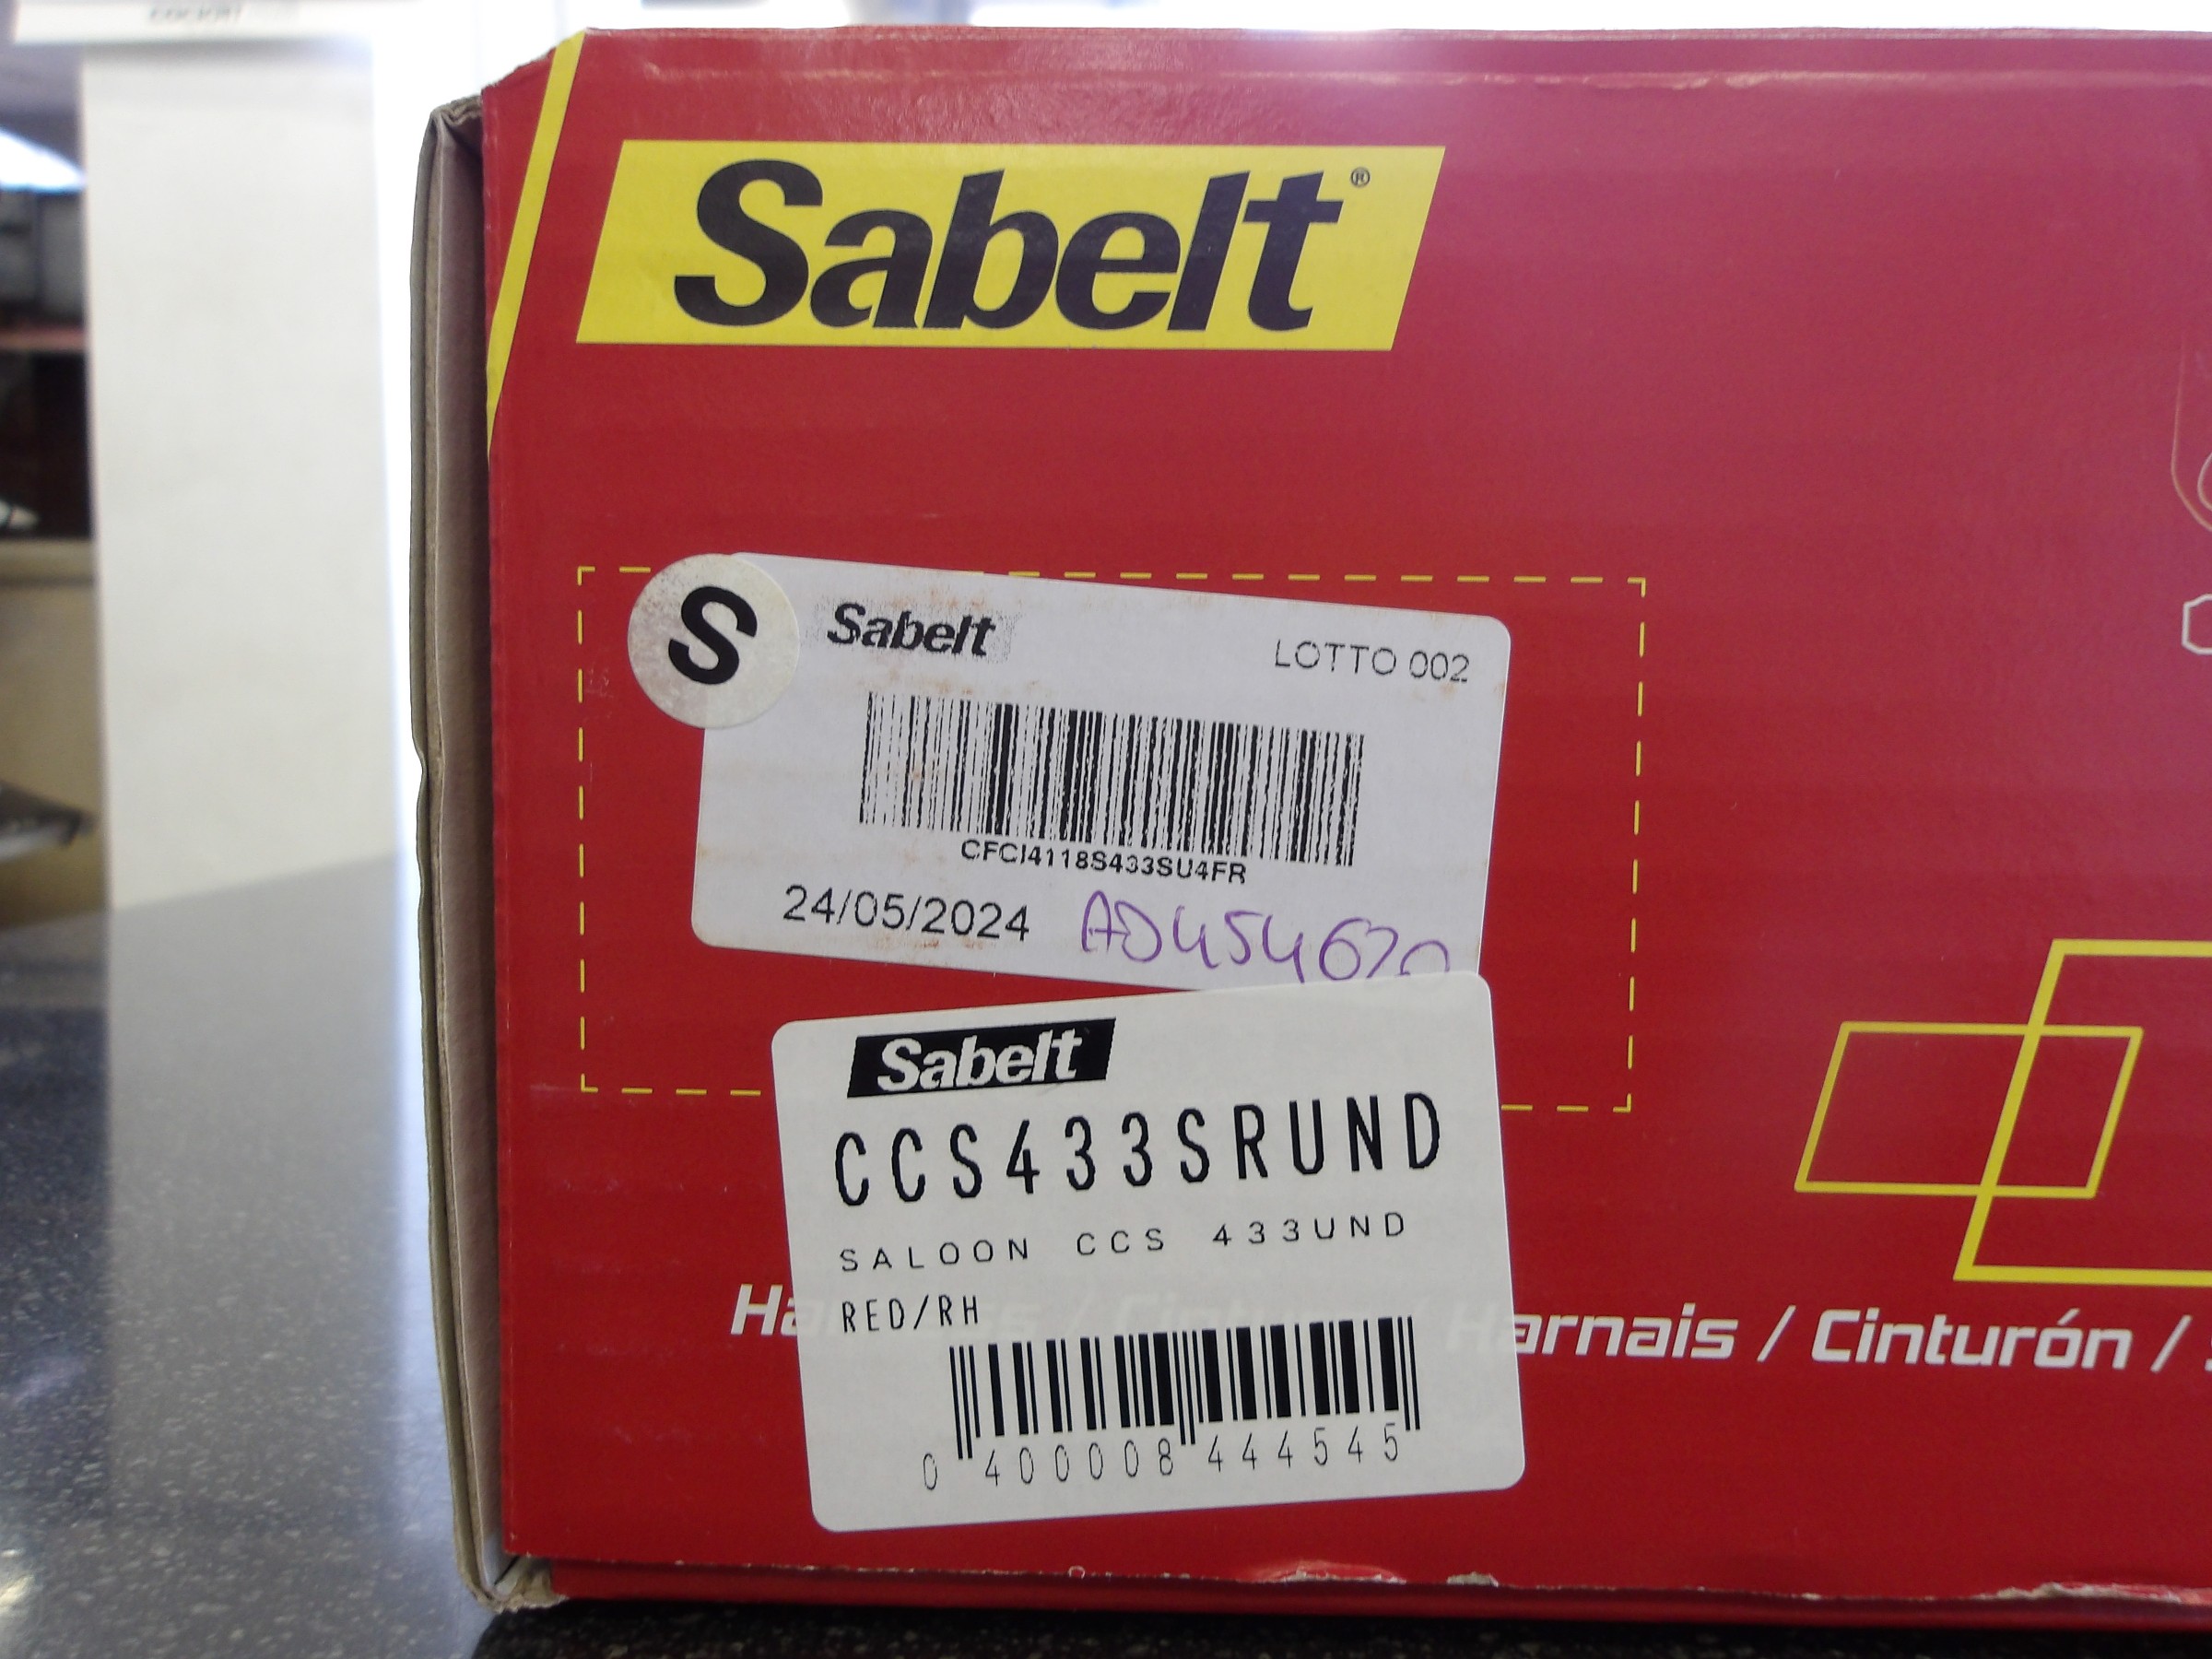 Sabelt®
S
Sabelt
LOTTO 002
CFCI4118S433SU4FR
24/05/2024
Sabelt
CCS433SRUND
SALOON CCS 433UND
RED/RH
Harnais / Cinturón /
0 400008 444545